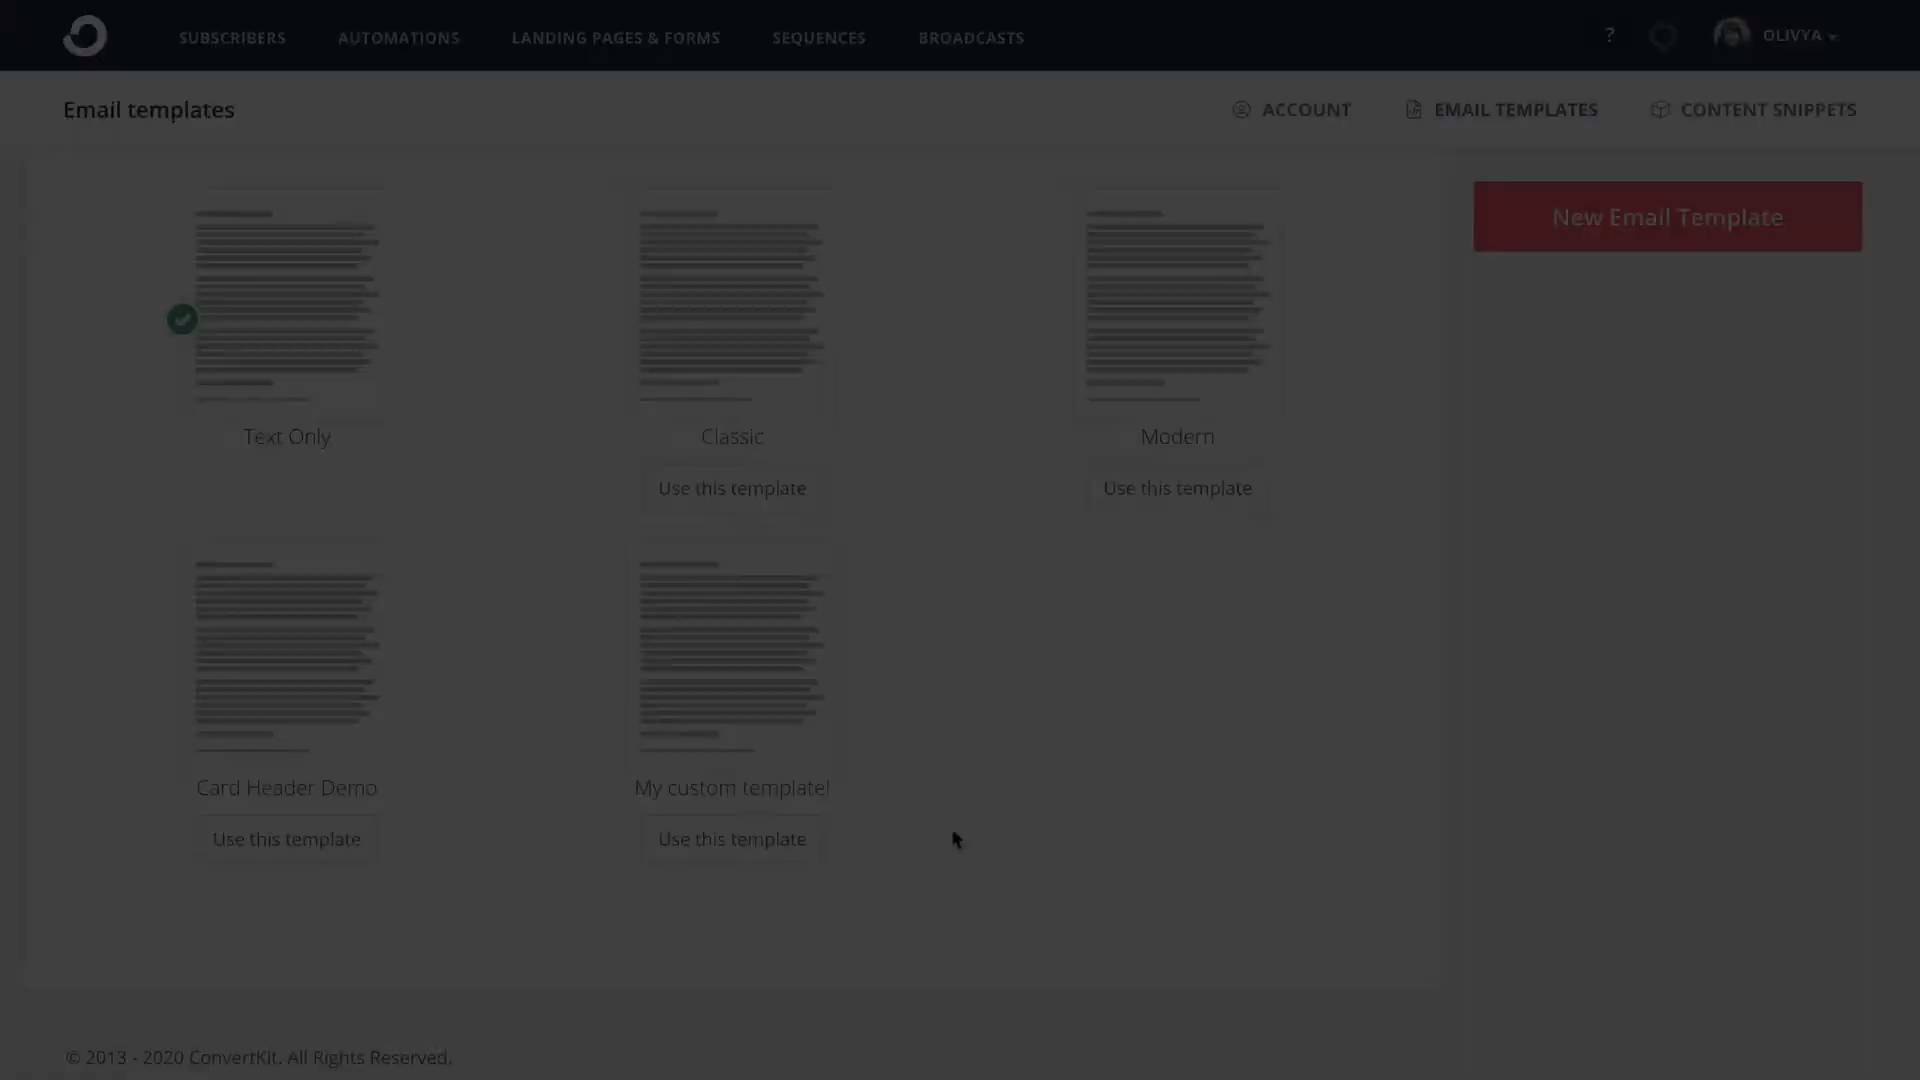 SUBSCRIBERS AUTOMATIONS LANDING PAGES & FORMS SEQUENCES BROADCASTS ? OLIVYA
Email templates ACCOUNT EMAIL TEMPLATES CONTENT SNIPPETS
New Email Template
Text Only Classic Modern
Use this template Use this template
Card Header Demo My custom template!
Use this template Use this template
© 2013 - 2020 ConvertKit. All Rights Reserved.